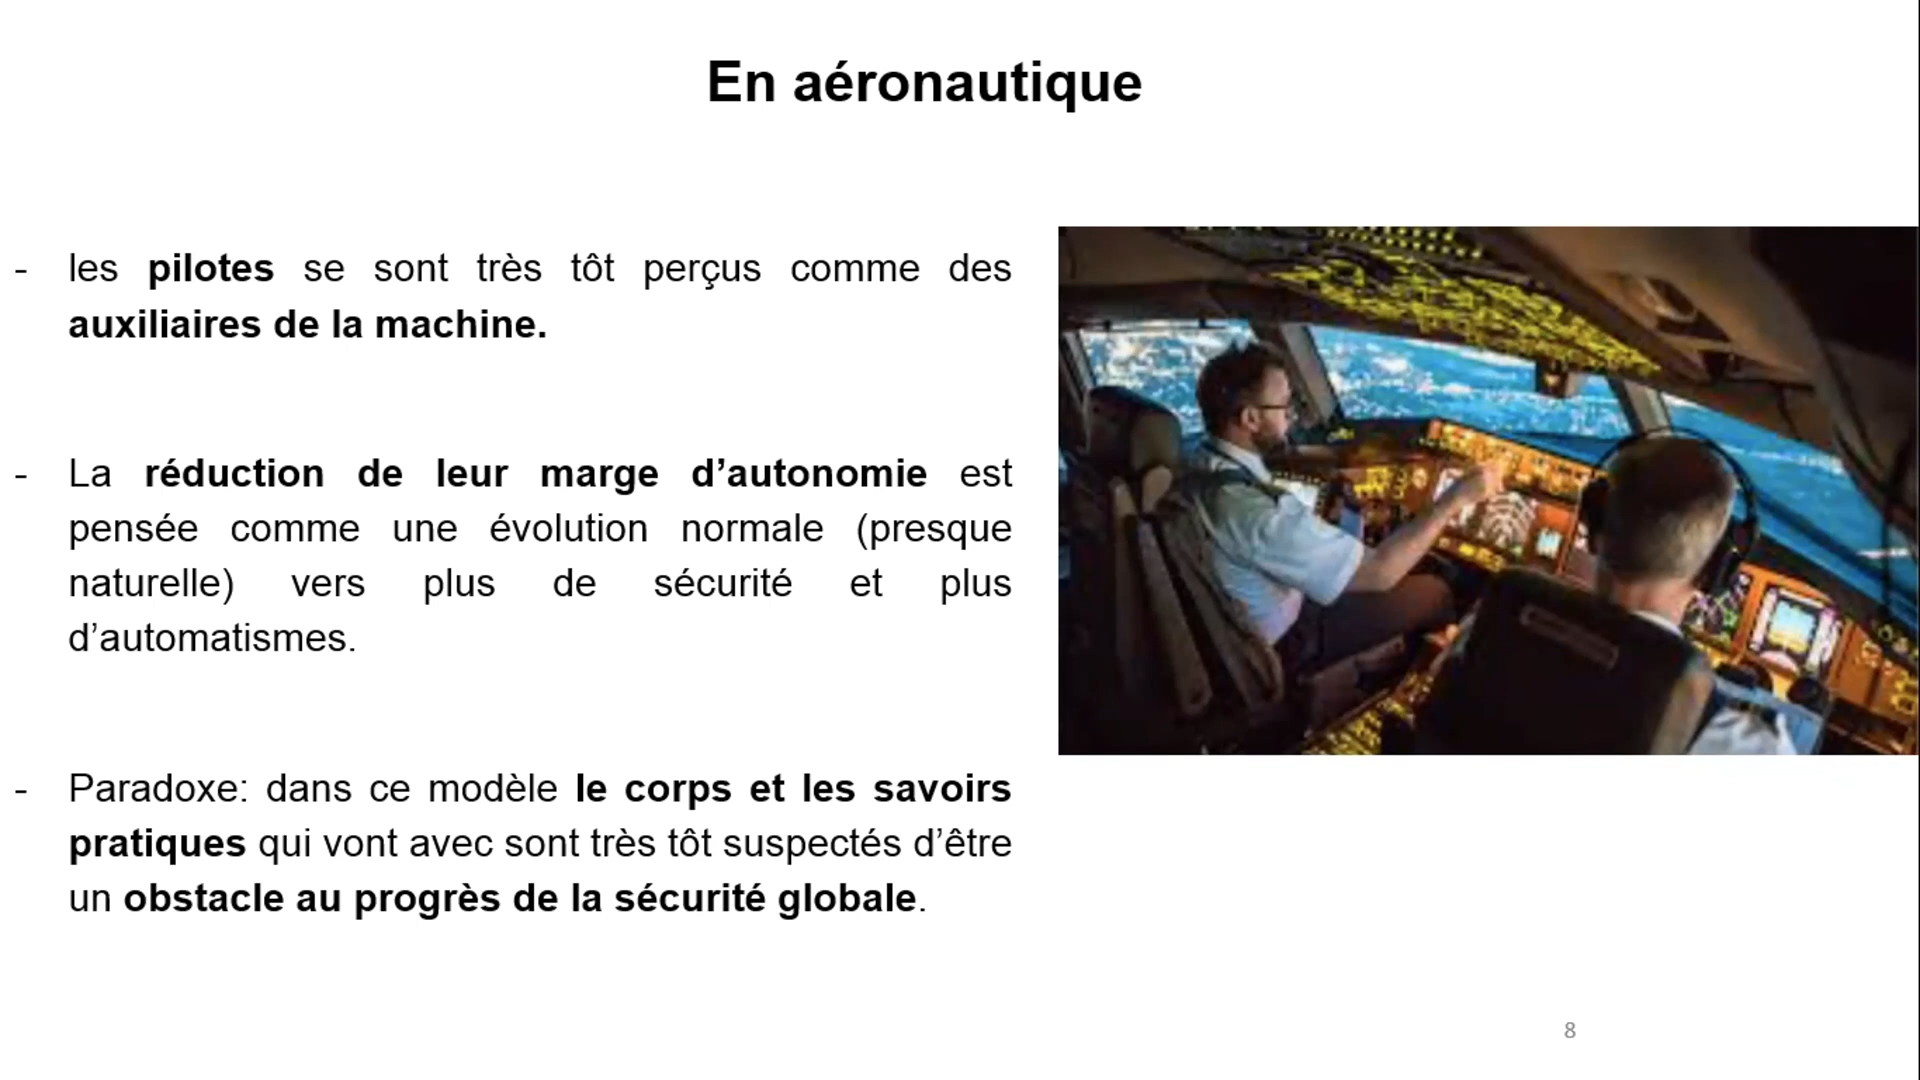 En aéronautique
- les pilotes se sont très tôt perçus comme des
auxiliaires de la machine.
- La réduction de leur marge d’autonomie est
pensée comme une évolution normale (presque
naturelle) vers plus de sécurité et plus
d’automatismes.
- Paradoxe: dans ce modèle le corps et les savoirs
pratiques qui vont avec sont très tôt suspectés d’être
un obstacle au progrès de la sécurité globale.
8